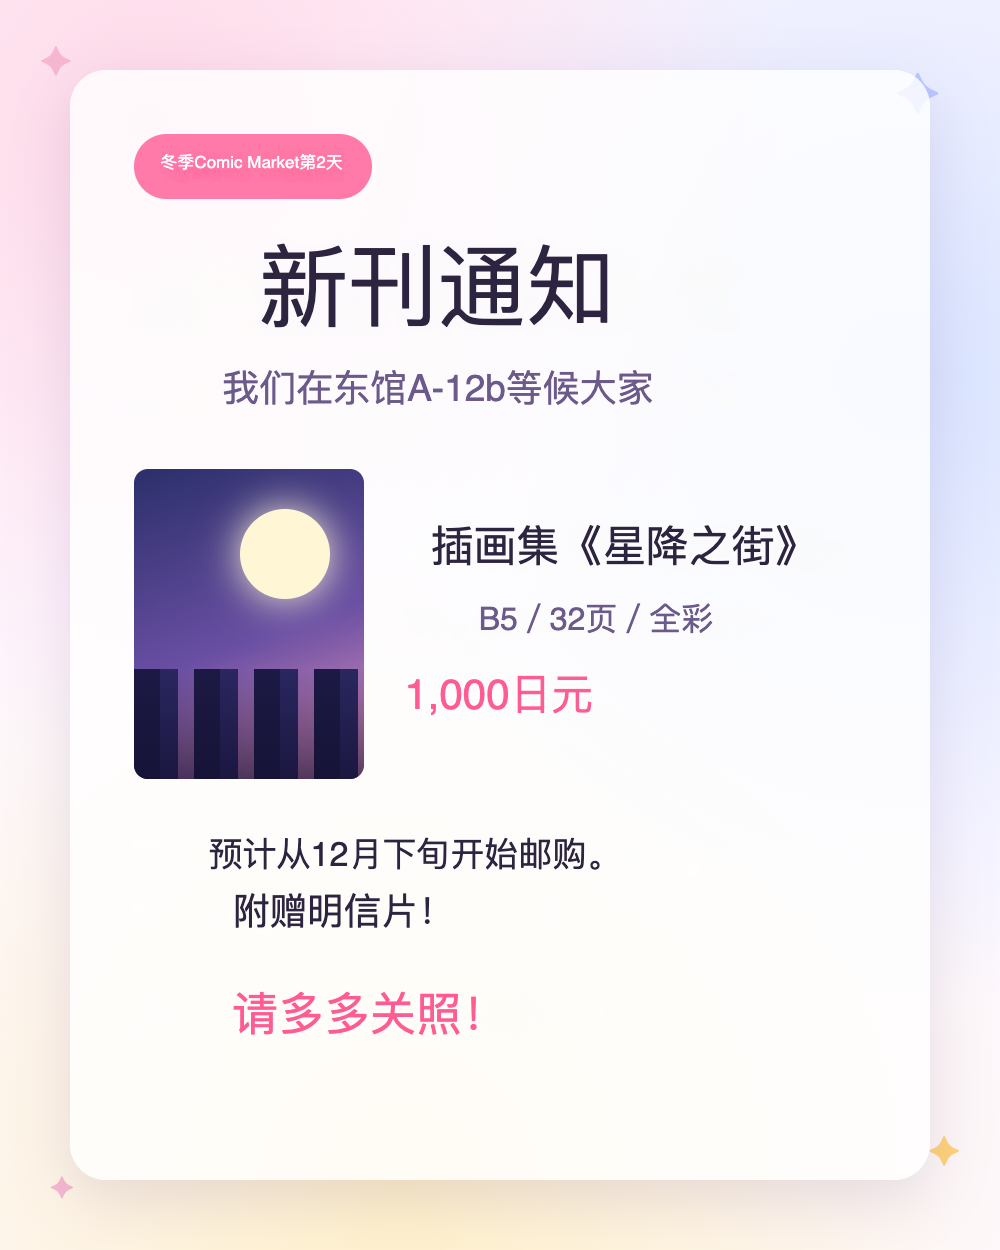 冬季Comic Market第2天
新刊通知
我们在东馆A-12b等候大家
插画集《星降之街》
B5 / 32页 / 全彩
1,000日元
预计从12月下旬开始邮购。
附赠明信片！
请多多关照！